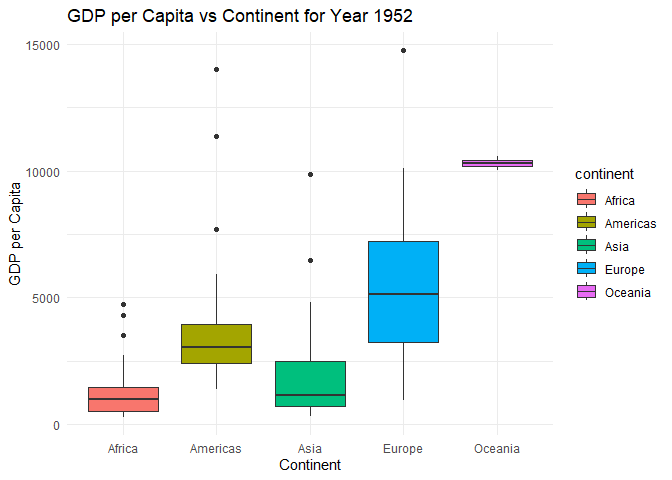 GDP per Capita vs Continent for Year 1952
15000
10000
5000
0
GDP per Capita
Africa
Americas
Asia
Europe
Oceania
Continent
continent
Africa
Americas
Asia
Europe
Oceania